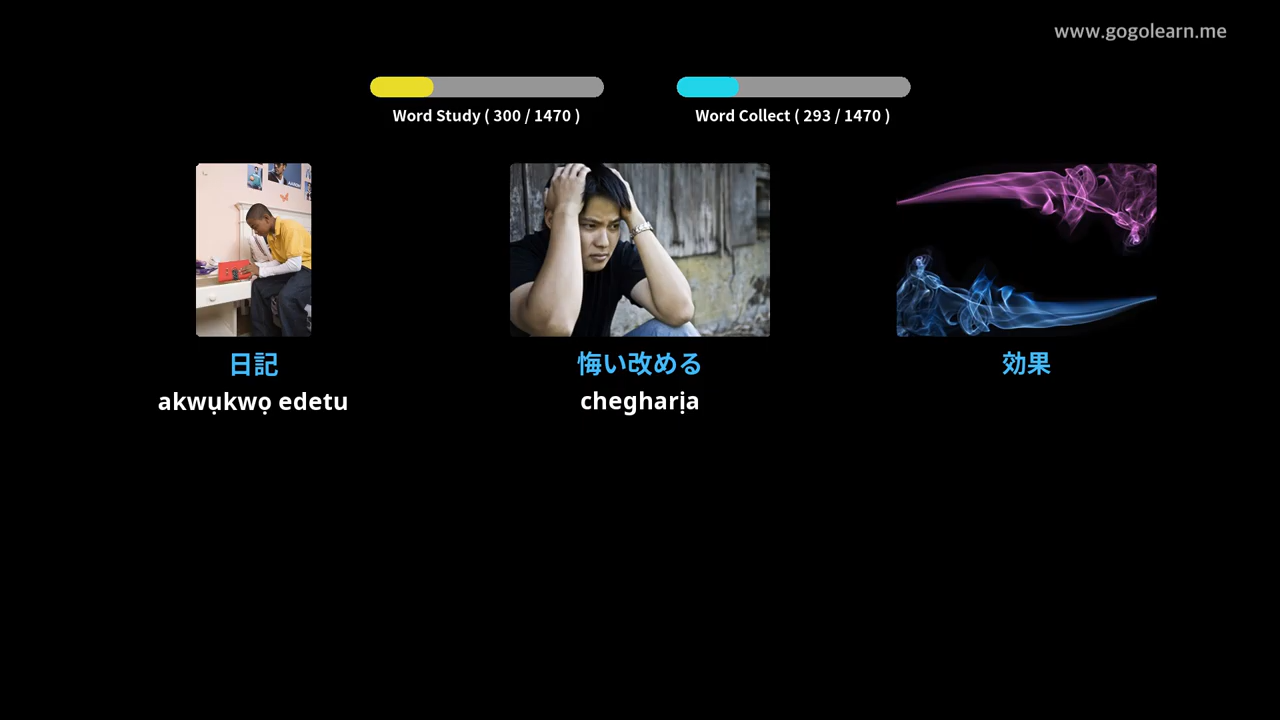 www.gogolearn.me
Word Study ( 300 / 1470 )
Word Collect ( 293 / 1470 )
日記
悔い改める
効果
akwụkwọ edetu
chegharịa